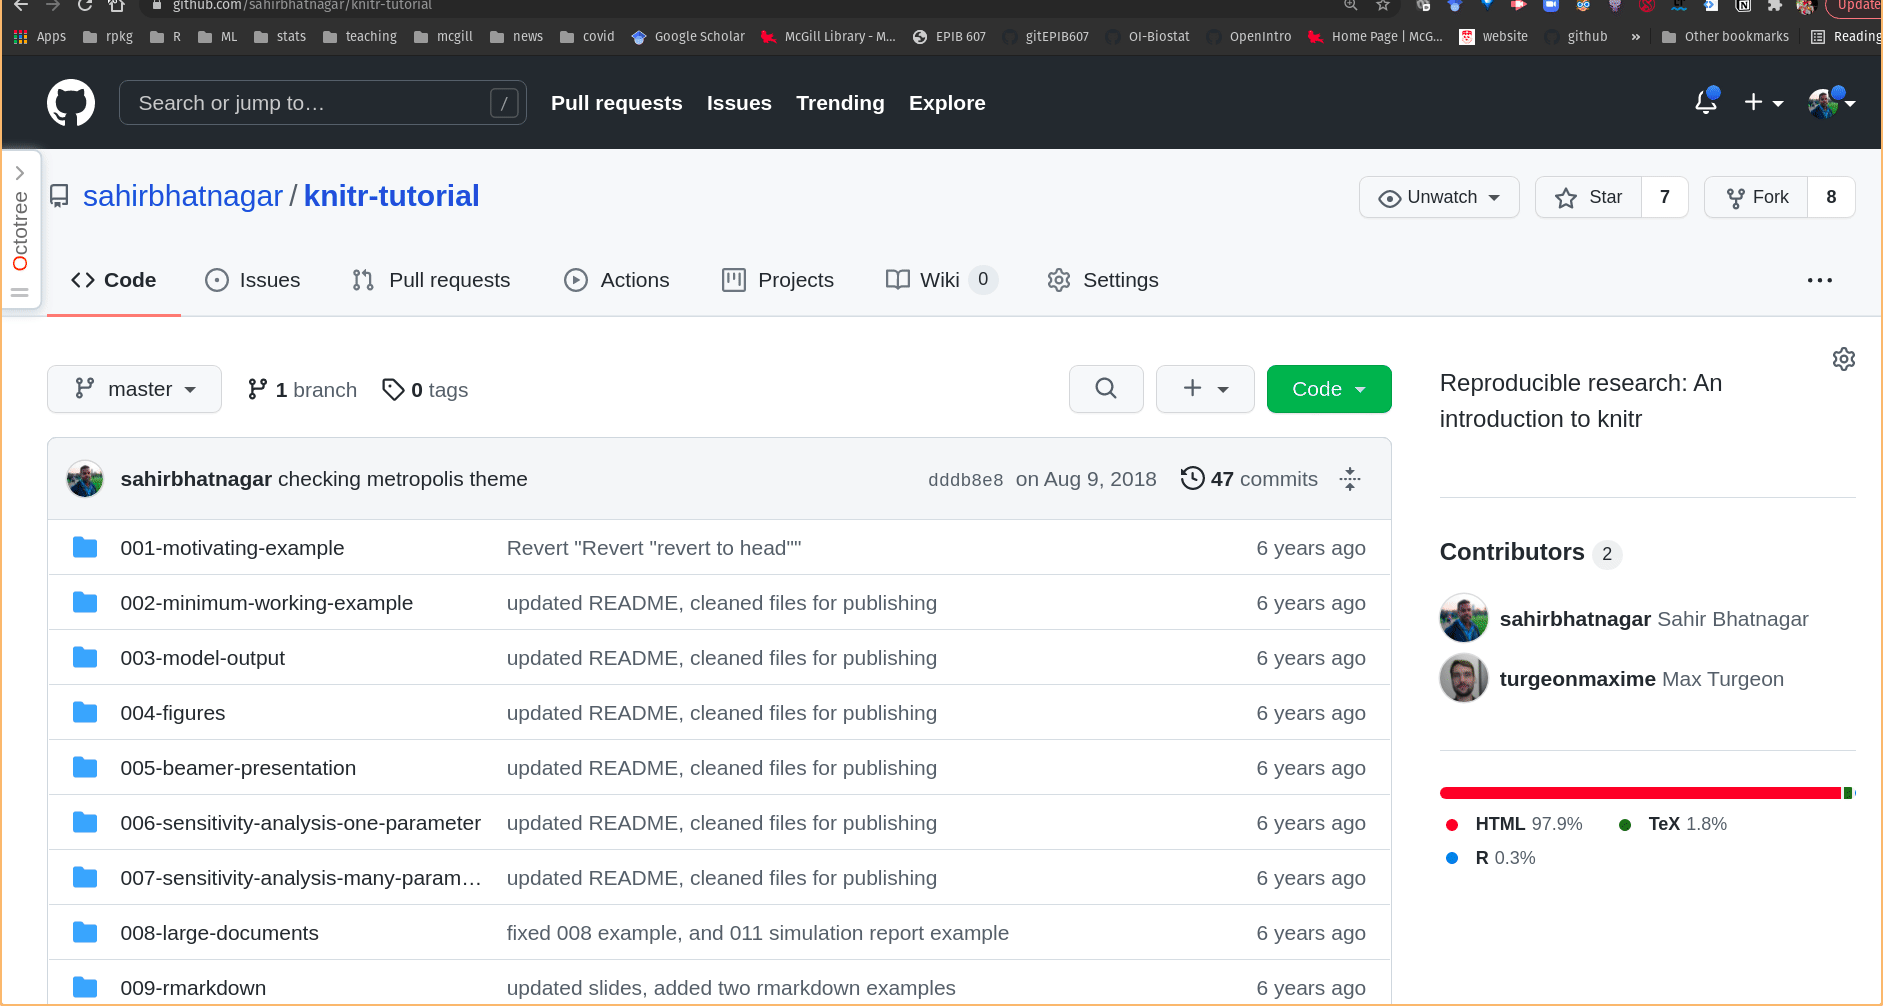 github.com/sahirbhatnagar/knitr-tutorial
Update
Apps rpkg R ML stats teaching mcgill news covid Google Scholar McGill Library - M... EPIB 607 gitEPIB607 OI-Biostat OpenIntro Home Page | McG... website github » Other bookmarks Reading
Search or jump to… / Pull requests Issues Trending Explore
Octotree
sahirbhatnagar / knitr-tutorial
Unwatch Star 7 Fork 8
Code Issues Pull requests Actions Projects Wiki 0 Settings
master 1 branch 0 tags Code
sahirbhatnagar checking metropolis theme dddb8e8 on Aug 9, 2018 47 commits
001-motivating-example Revert "Revert "revert to head"" 6 years ago
002-minimum-working-example updated README, cleaned files for publishing 6 years ago
003-model-output updated README, cleaned files for publishing 6 years ago
004-figures updated README, cleaned files for publishing 6 years ago
005-beamer-presentation updated README, cleaned files for publishing 6 years ago
006-sensitivity-analysis-one-parameter updated README, cleaned files for publishing 6 years ago
007-sensitivity-analysis-many-param… updated README, cleaned files for publishing 6 years ago
008-large-documents fixed 008 example, and 011 simulation report example 6 years ago
009-rmarkdown updated slides, added two rmarkdown examples 6 years ago
Reproducible research: An
introduction to knitr
Contributors 2
sahirbhatnagar Sahir Bhatnagar
turgeonmaxime Max Turgeon
HTML 97.9% TeX 1.8%
R 0.3%